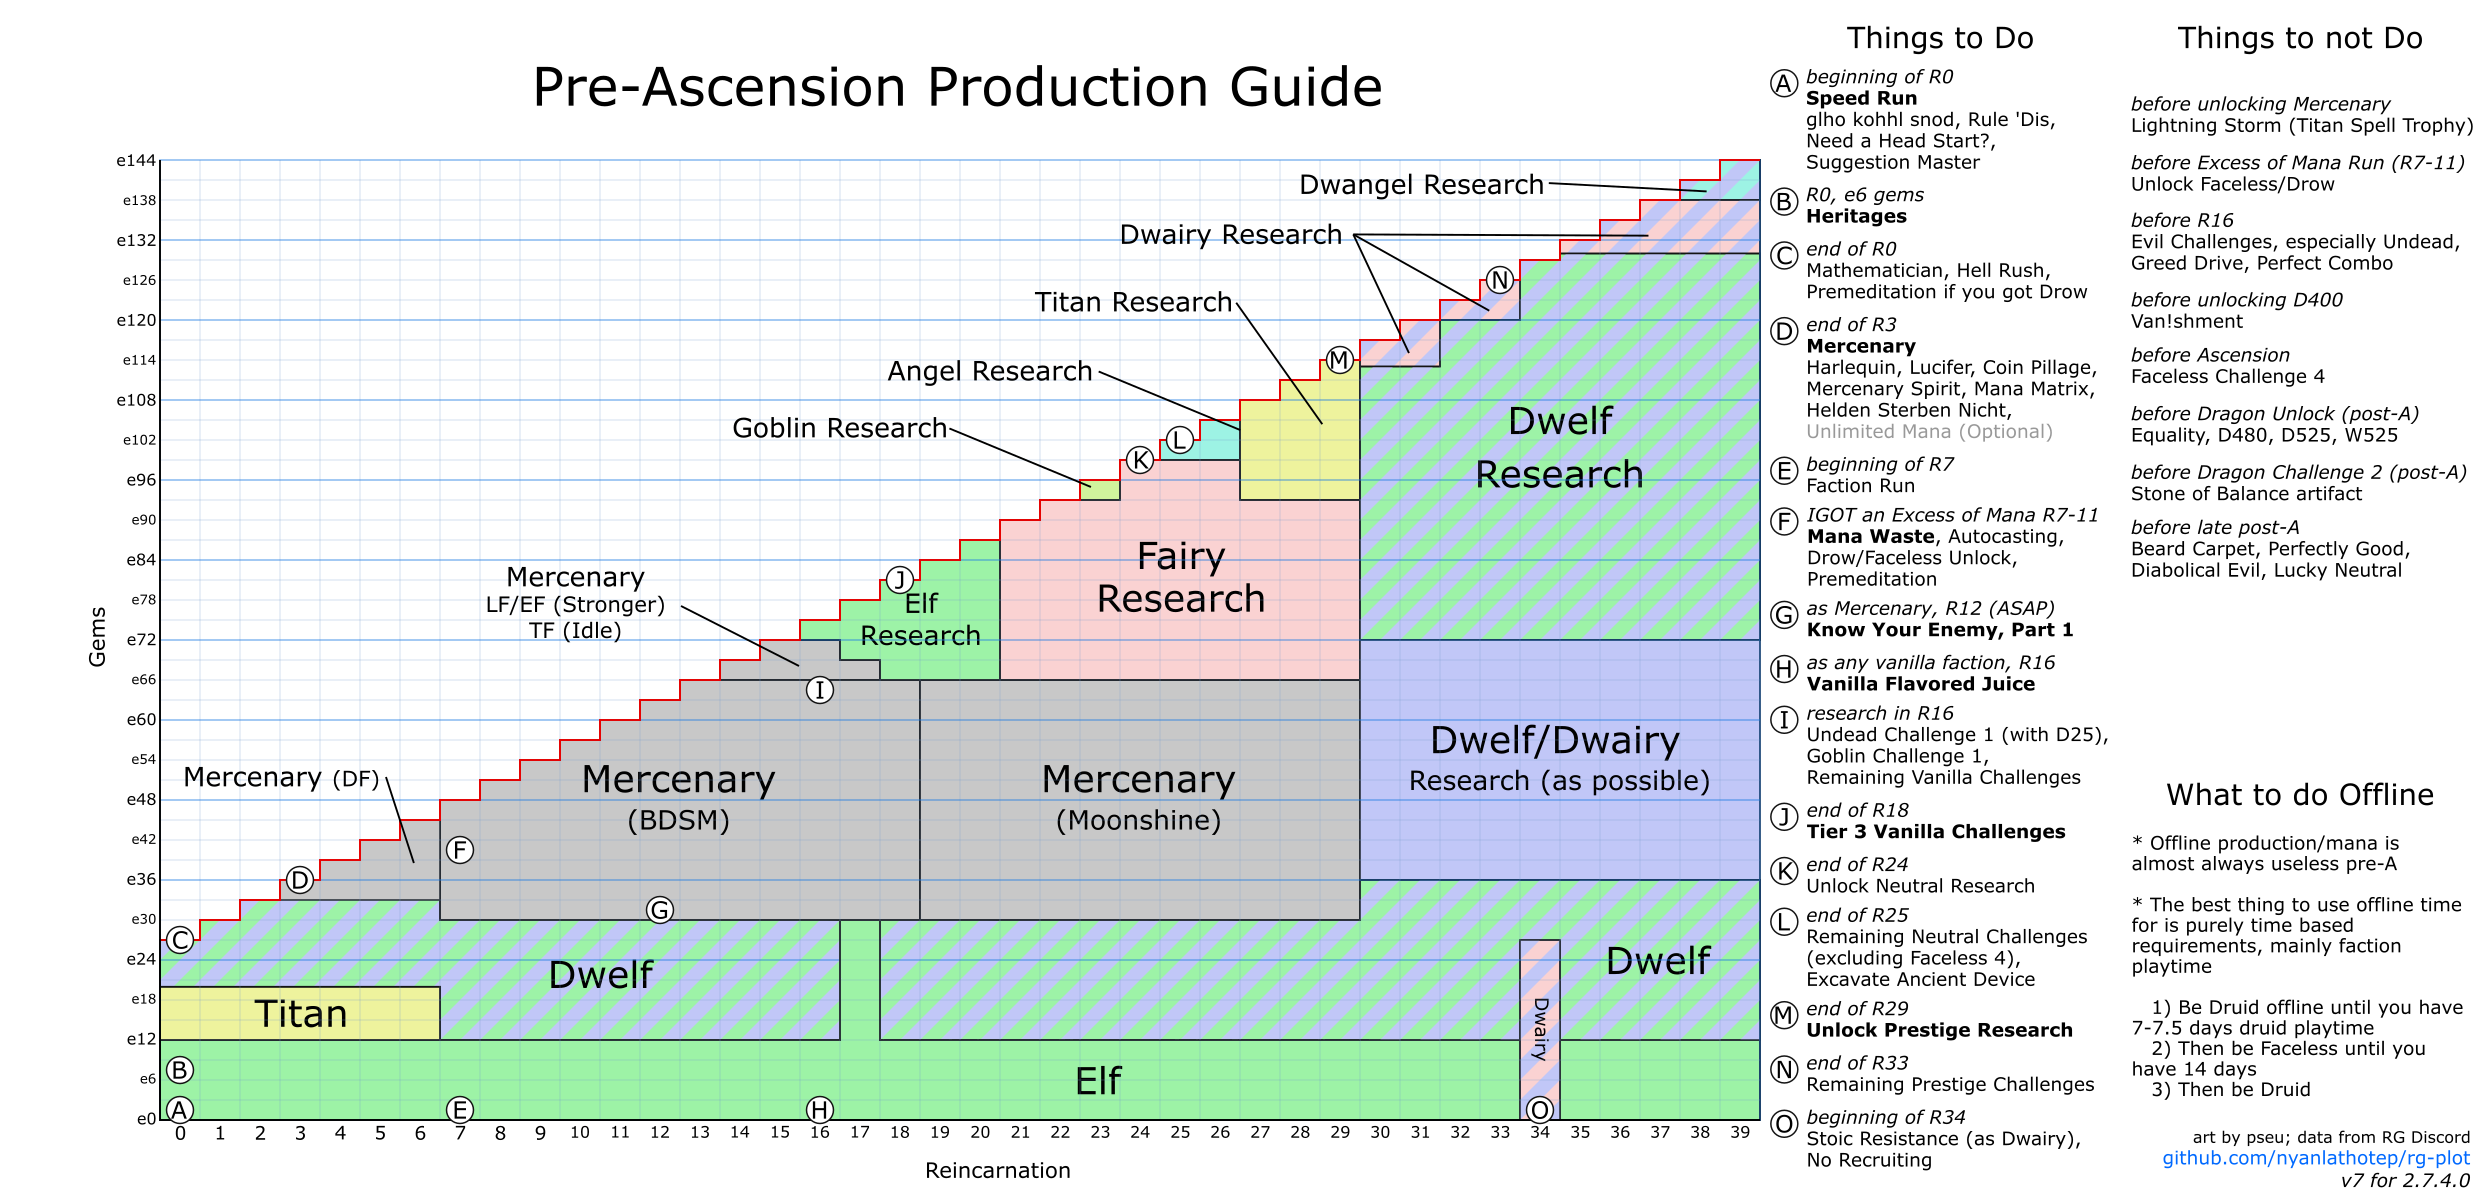 Pre-Ascension Production Guide
Gems
e144
e138
e132
e126
e120
e114
e108
e102
e96
e90
e84
e78
e72
e66
e60
e54
e48
e42
e36
e30
e24
e18
e12
e6
e0
Dwangel Research
Dwairy Research
Titan Research
Angel Research
Goblin Research
Mercenary
LF/EF (Stronger)
TF (Idle)
Mercenary (DF)
Elf
Research
Fairy
Research
Dwelf
Research
Mercenary
(BDSM)
Mercenary
(Moonshine)
Dwelf/Dwairy
Research (as possible)
Titan
Dwelf
Dwelf
Dwairy
Elf
A
B
C
D
E
F
G
H
I
J
K
L
M
N
O
0 1 2 3 4 5 6 7 8 9 10 11 12 13 14 15 16 17 18 19 20 21 22 23 24 25 26 27 28 29 30 31 32 33 34 35 36 37 38 39
Reincarnation
Things to Do
A beginning of R0
Speed Run
glho kohhl snod, Rule 'Dis,
Need a Head Start?,
Suggestion Master
B R0, e6 gems
Heritages
C end of R0
Mathematician, Hell Rush,
Premeditation if you got Drow
D end of R3
Mercenary
Harlequin, Lucifer, Coin Pillage,
Mercenary Spirit, Mana Matrix,
Helden Sterben Nicht,
Unlimited Mana (Optional)
E beginning of R7
Faction Run
F IGOT an Excess of Mana R7-11
Mana Waste, Autocasting,
Drow/Faceless Unlock,
Premeditation
G as Mercenary, R12 (ASAP)
Know Your Enemy, Part 1
H as any vanilla faction, R16
Vanilla Flavored Juice
I research in R16
Undead Challenge 1 (with D25),
Goblin Challenge 1,
Remaining Vanilla Challenges
J end of R18
Tier 3 Vanilla Challenges
K end of R24
Unlock Neutral Research
L end of R25
Remaining Neutral Challenges
(excluding Faceless 4),
Excavate Ancient Device
M end of R29
Unlock Prestige Research
N end of R33
Remaining Prestige Challenges
O beginning of R34
Stoic Resistance (as Dwairy),
No Recruiting
Things to not Do
before unlocking Mercenary
Lightning Storm (Titan Spell Trophy)
before Excess of Mana Run (R7-11)
Unlock Faceless/Drow
before R16
Evil Challenges, especially Undead,
Greed Drive, Perfect Combo
before unlocking D400
Van!shment
before Ascension
Faceless Challenge 4
before Dragon Unlock (post-A)
Equality, D480, D525, W525
before Dragon Challenge 2 (post-A)
Stone of Balance artifact
before late post-A
Beard Carpet, Perfectly Good,
Diabolical Evil, Lucky Neutral
What to do Offline
* Offline production/mana is
almost always useless pre-A
* The best thing to use offline time
for is purely time based
requirements, mainly faction
playtime
1) Be Druid offline until you have
7-7.5 days druid playtime
2) Then be Faceless until you
have 14 days
3) Then be Druid
art by pseu; data from RG Discord
github.com/nyanlathotep/rg-plot
v7 for 2.7.4.0